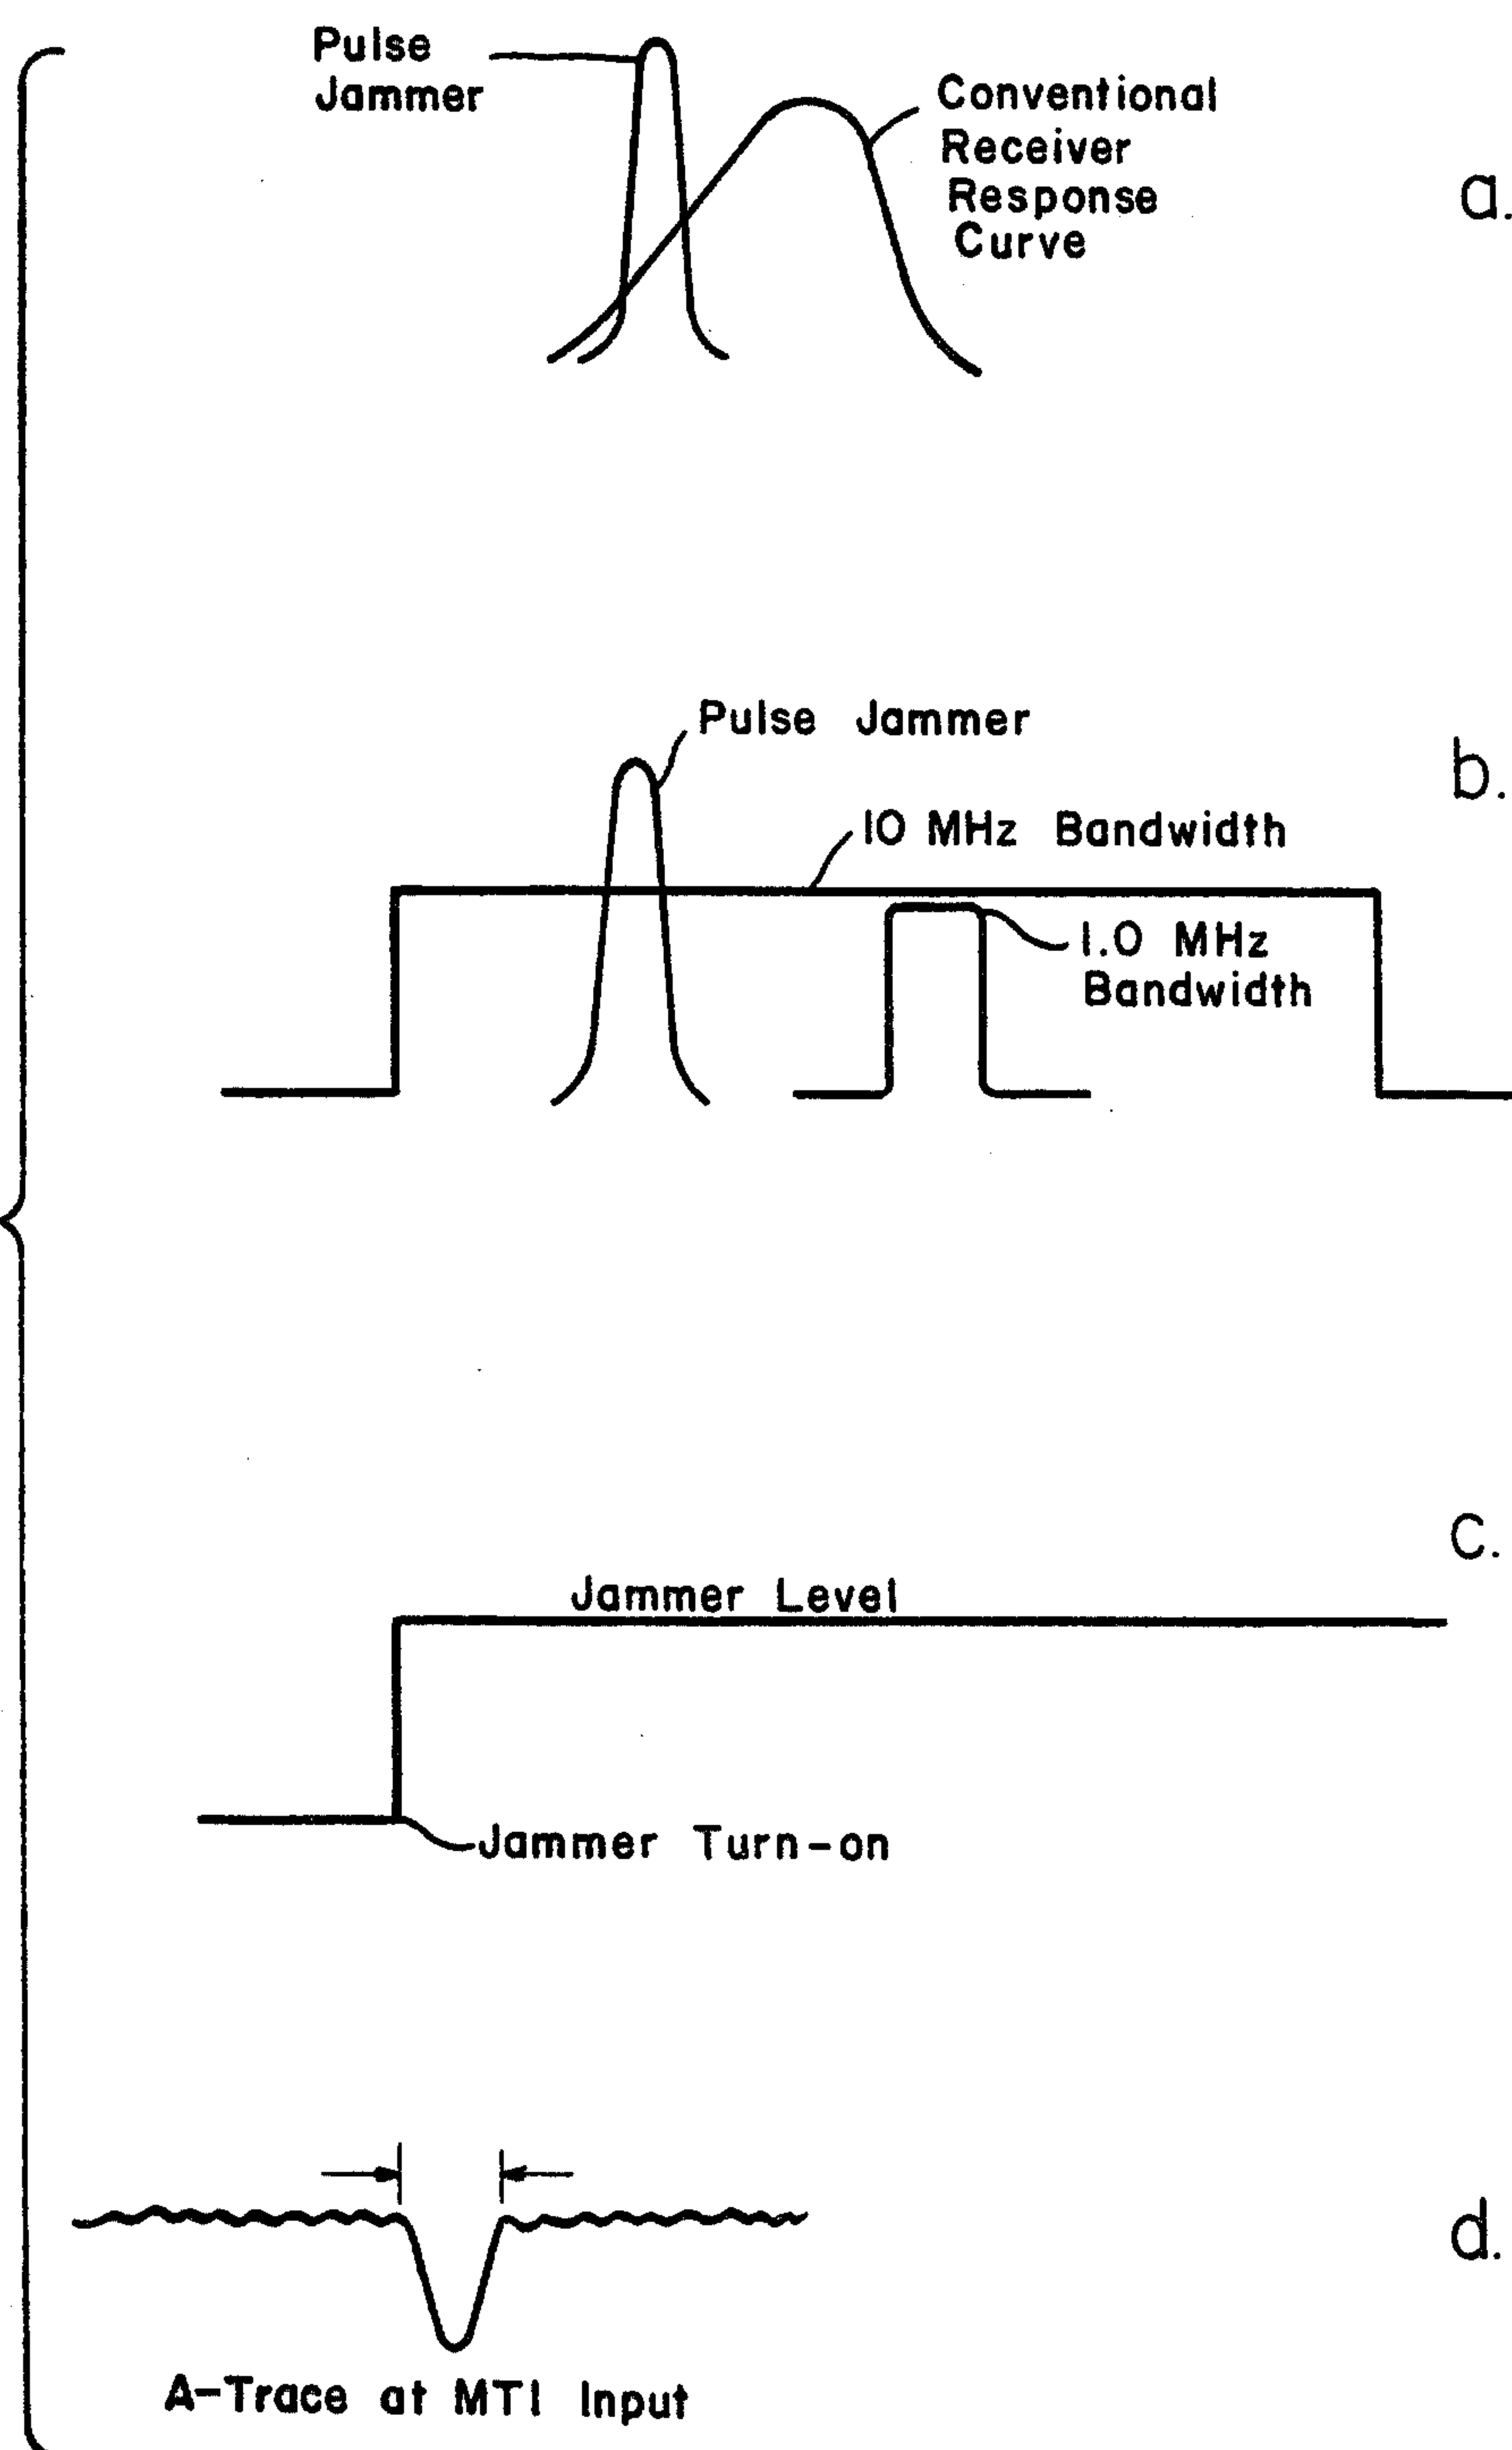 Pulse
Jammer
Conventional
Receiver
Response
Curve
a.
Pulse Jammer
b.
10 MHz Bandwidth
1.0 MHz
Bandwidth
c.
Jammer Level
Jammer Turn-on
d.
A-Trace at MTI Input